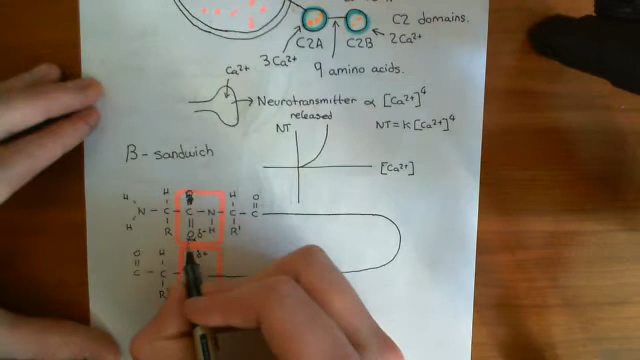 C2 domains.
C2A C2B 2Ca²⁺
3Ca²⁺
9 amino acids.
Ca²⁺
Neurotransmitter ∝ [Ca²⁺]⁴
released
NT NT=K[Ca²⁺]⁴
β-sandwich
[Ca²⁺]
H H H O
N - C - C - N - C - C
H R O δ- H R'
O H δ+
C - C
R